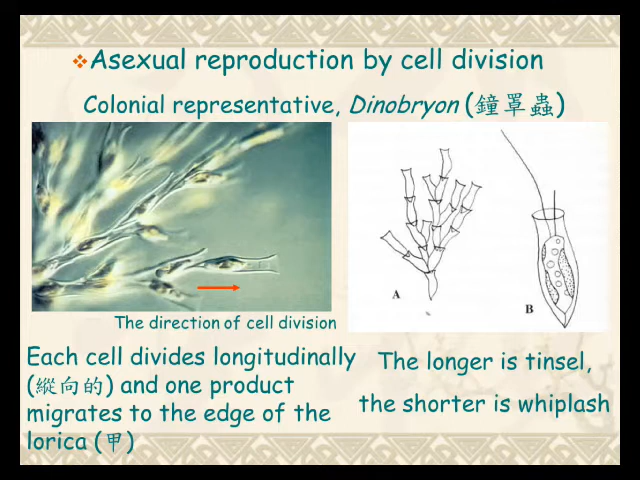 Asexual reproduction by cell division
Colonial representative, Dinobryon (鐘罩蟲)
A
B
The direction of cell division
Each cell divides longitudinally
(縱向的) and one product
migrates to the edge of the
lorica (甲)
The longer is tinsel,
the shorter is whiplash